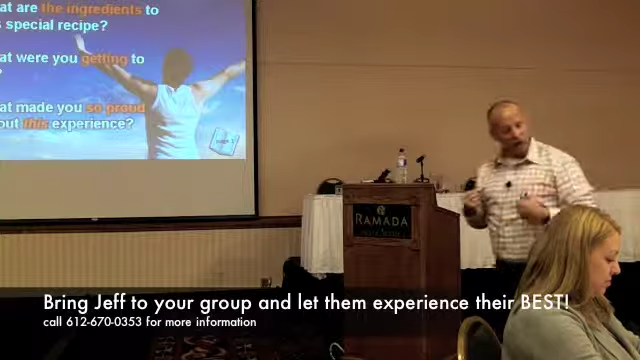 at are the ingredients to
s special recipe?
at were you getting to
?
at made you so proud
out this experience?
page 1
RAMADA
Bring Jeff to your group and let them experience their BEST!
call 612-670-0353 for more information